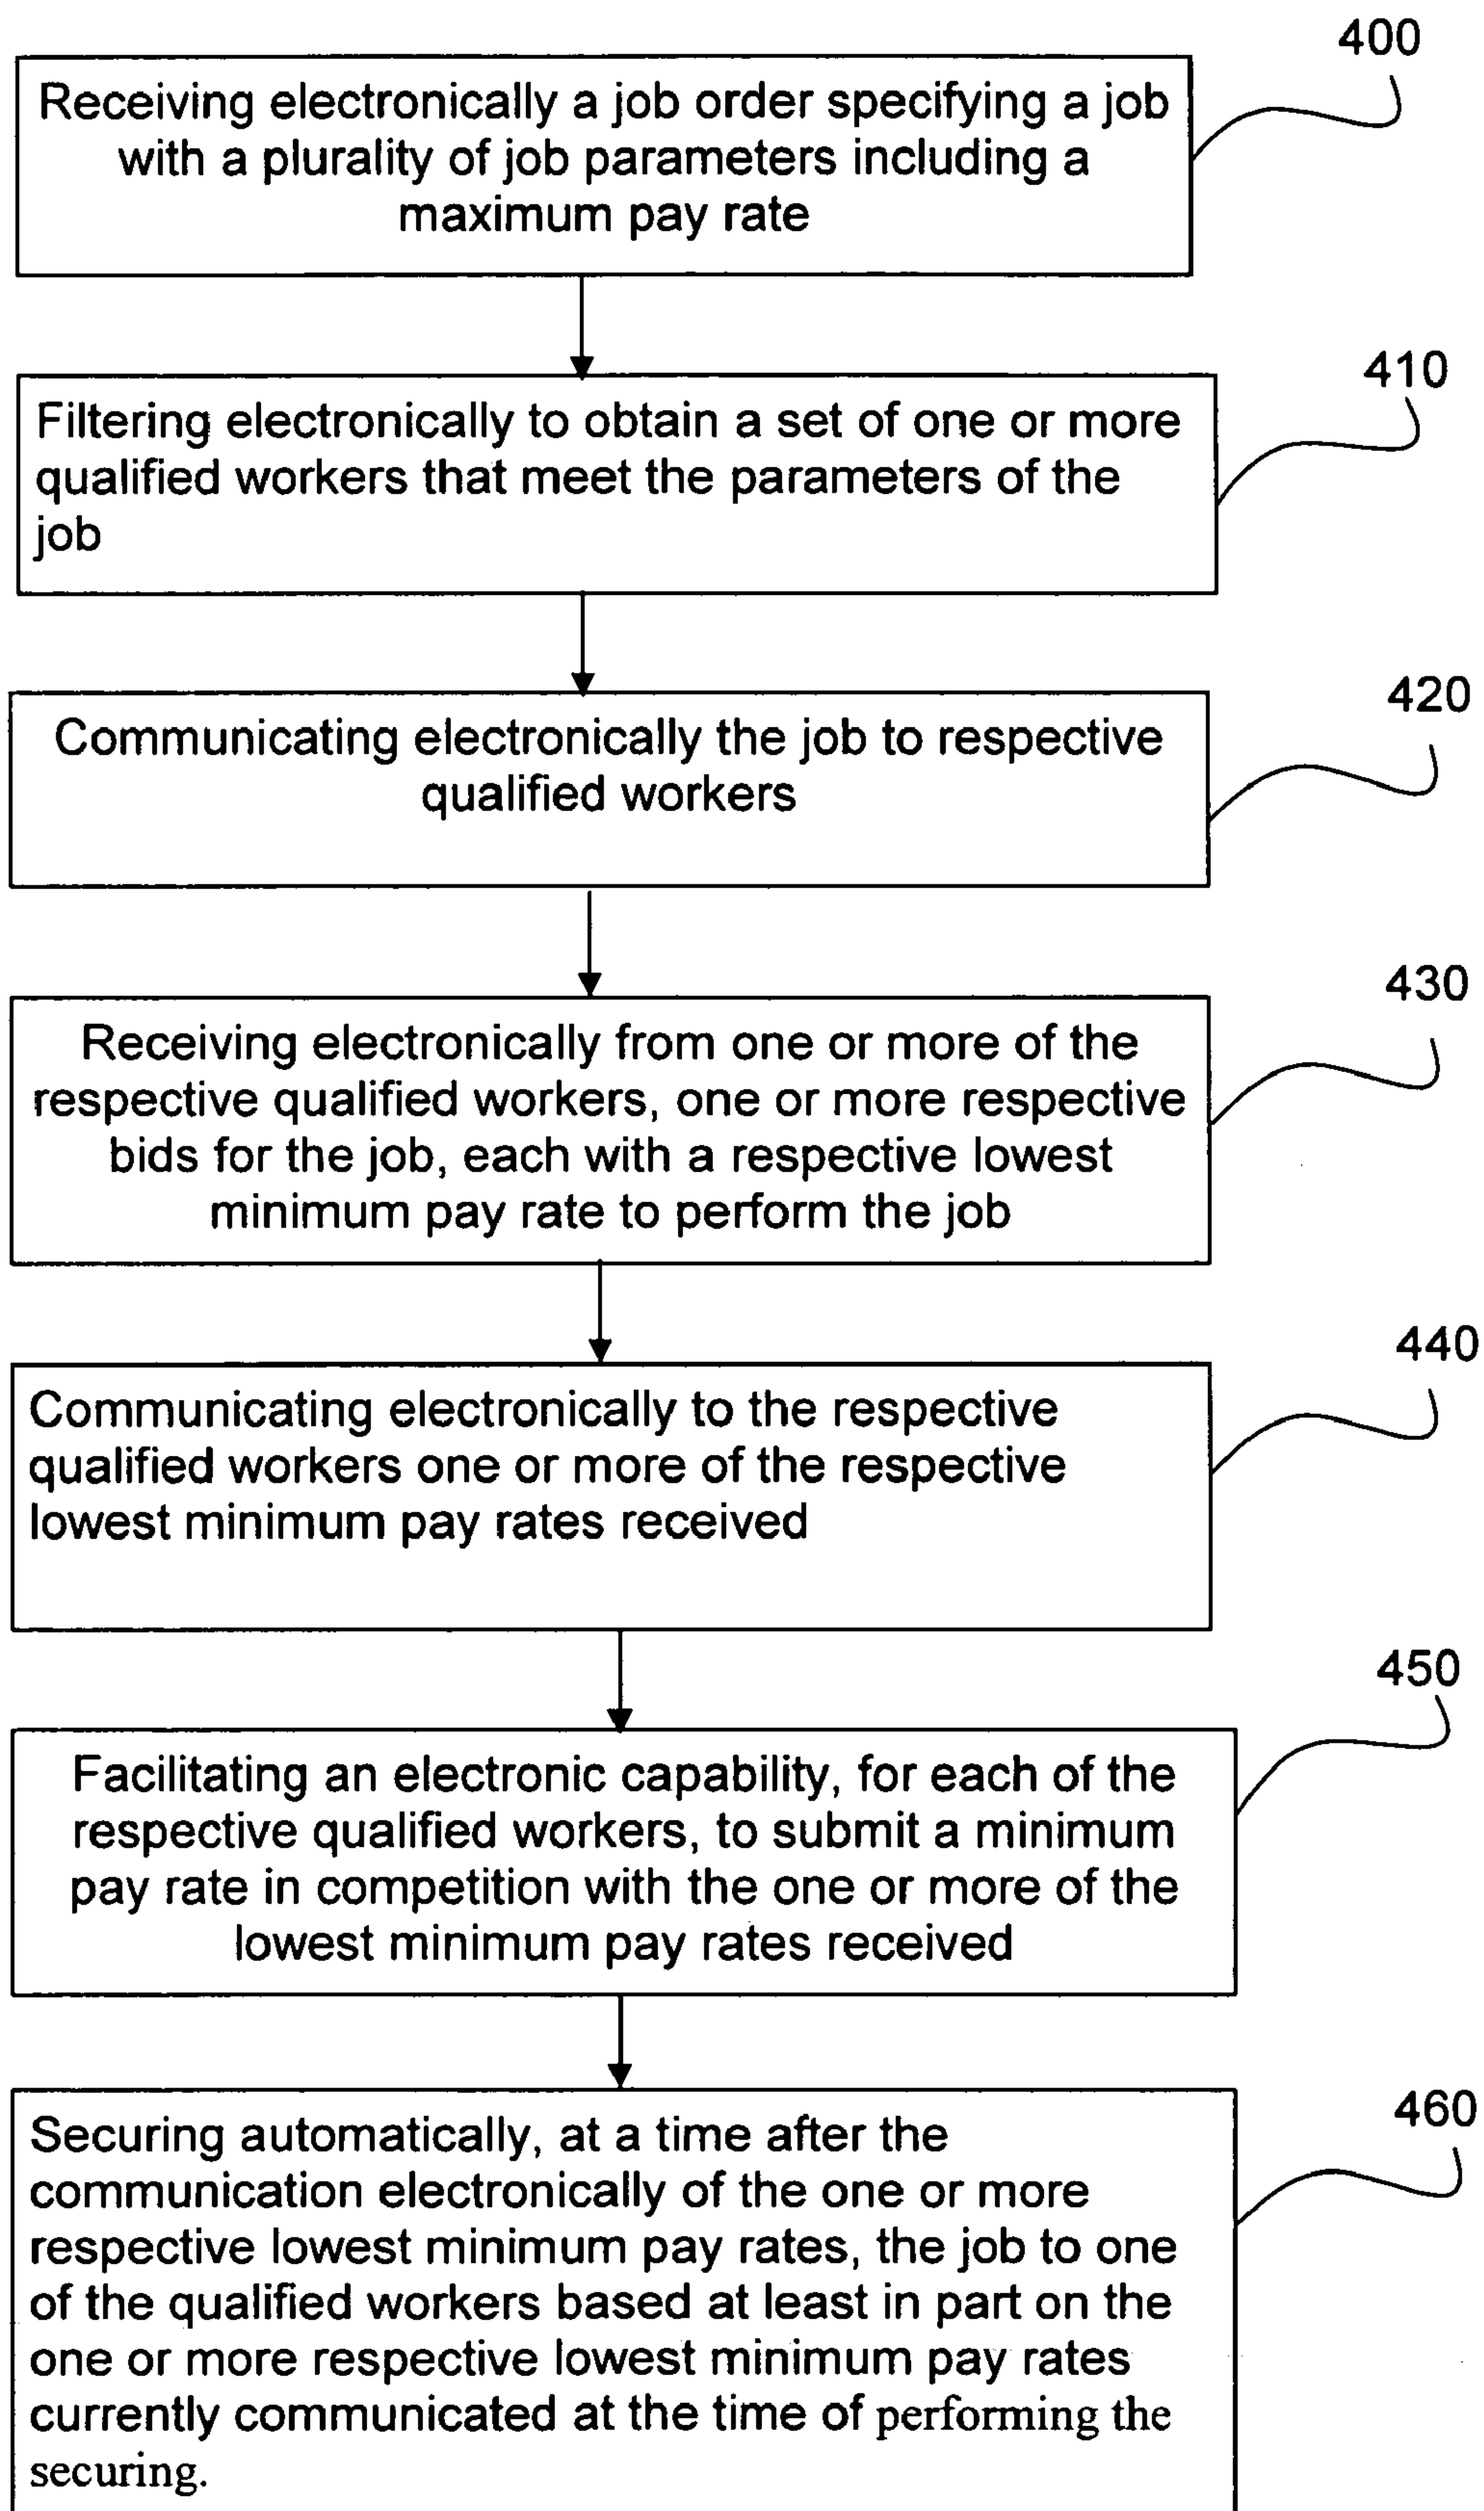 400
Receiving electronically a job order specifying a job
with a plurality of job parameters including a
maximum pay rate
410
Filtering electronically to obtain a set of one or more
qualified workers that meet the parameters of the
job
420
Communicating electronically the job to respective
qualified workers
430
Receiving electronically from one or more of the
respective qualified workers, one or more respective
bids for the job, each with a respective lowest
minimum pay rate to perform the job
440
Communicating electronically to the respective
qualified workers one or more of the respective
lowest minimum pay rates received
450
Facilitating an electronic capability, for each of the
respective qualified workers, to submit a minimum
pay rate in competition with the one or more of the
lowest minimum pay rates received
460
Securing automatically, at a time after the
communication electronically of the one or more
respective lowest minimum pay rates, the job to one
of the qualified workers based at least in part on the
one or more respective lowest minimum pay rates
currently communicated at the time of performing the
securing.